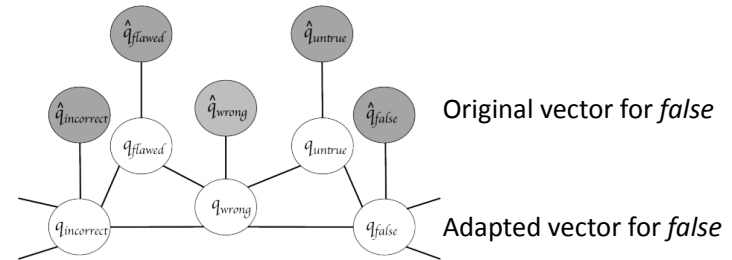 q̂flawed
q̂untrue
q̂incorrect
q̂wrong
q̂false
Original vector for false
qflawed
quntrue
qwrong
qincorrect
qfalse
Adapted vector for false